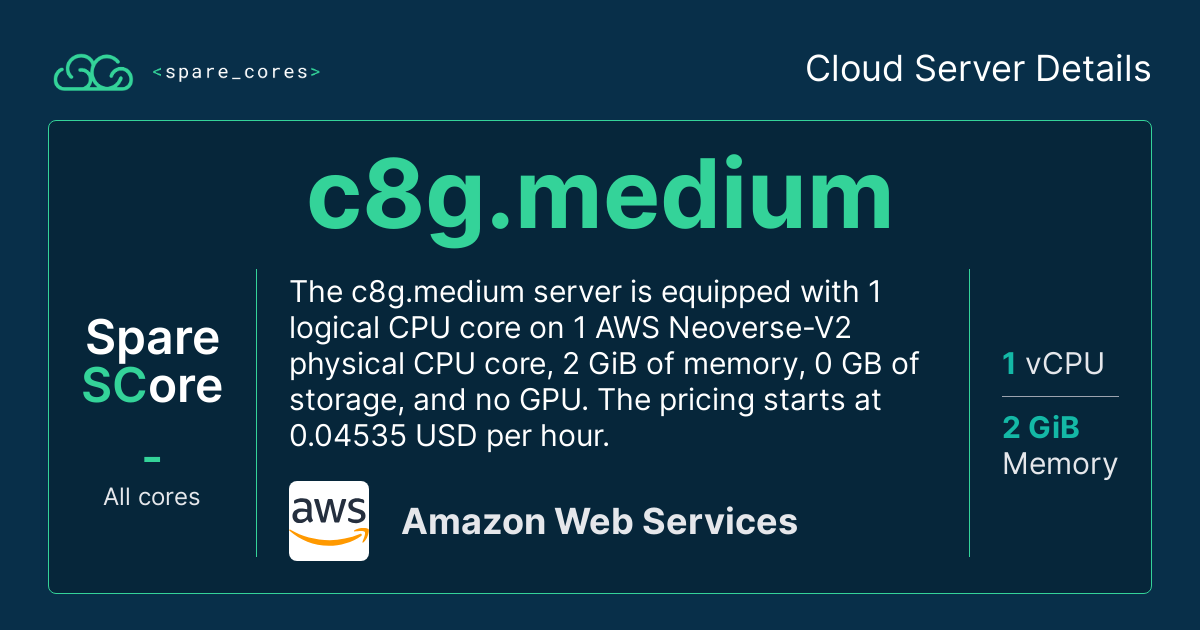 <spare_cores>
Cloud Server Details
c8g.medium
Spare
SCore
-
All cores
The c8g.medium server is equipped with 1
logical CPU core on 1 AWS Neoverse-V2
physical CPU core, 2 GiB of memory, 0 GB of
storage, and no GPU. The pricing starts at
0.04535 USD per hour.
aws
Amazon Web Services
1 vCPU
2 GiB
Memory